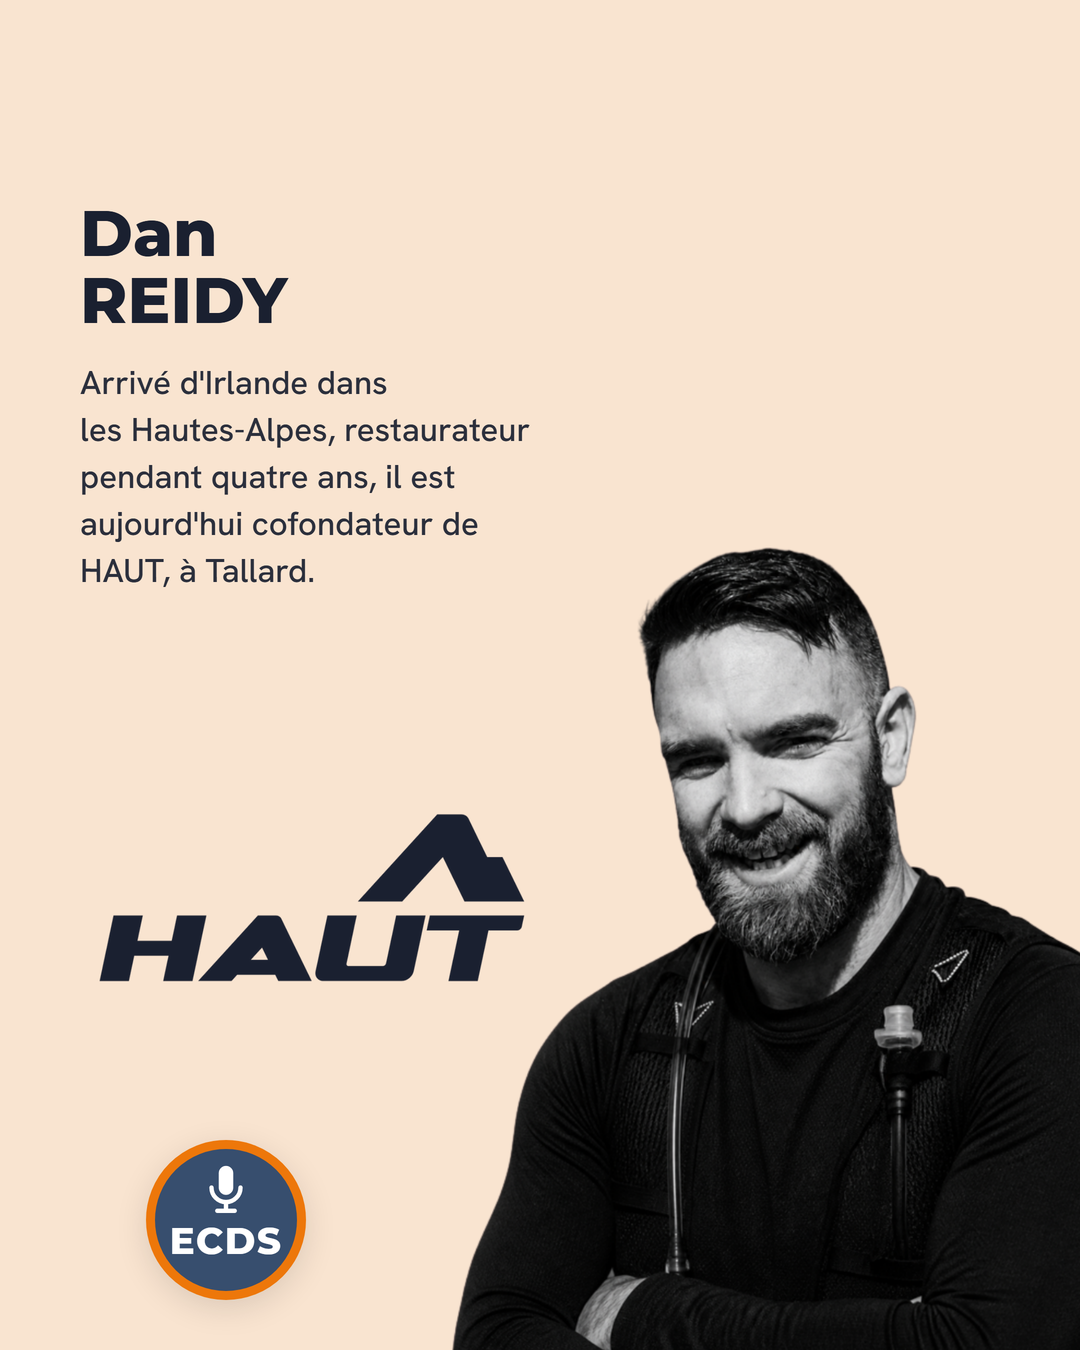 Dan
REIDY
Arrivé d'Irlande dans
les Hautes-Alpes, restaurateur
pendant quatre ans, il est
aujourd'hui cofondateur de
HAUT, à Tallard.
HAUT
ECDS